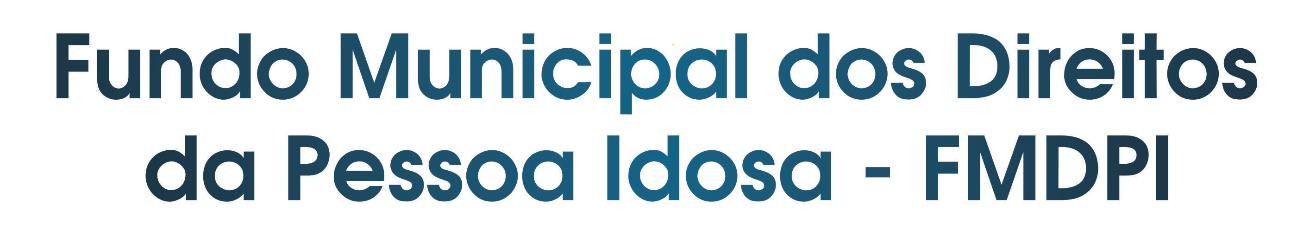 Fundo Municipal dos Direitos
da Pessoa Idosa - FMDPI